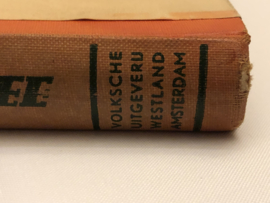 VOLKSCHE
UITGEVERIJ
WESTLAND
AMSTERDAM